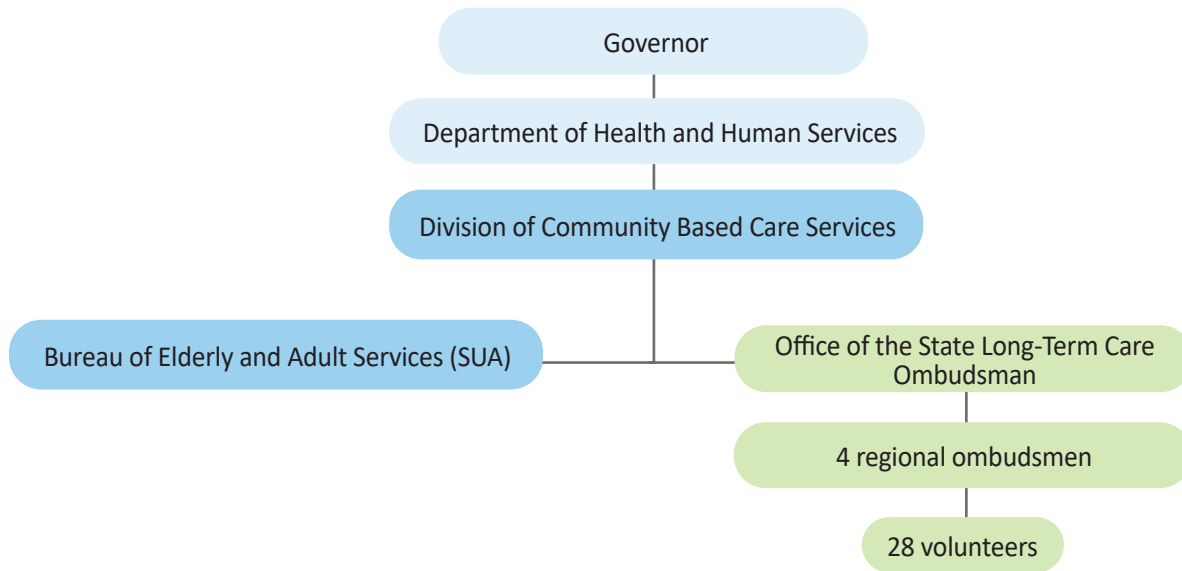 Governor
Department of Health and Human Services
Division of Community Based Care Services
Bureau of Elderly and Adult Services (SUA)
Office of the State Long-Term Care
Ombudsman
4 regional ombudsmen
28 volunteers